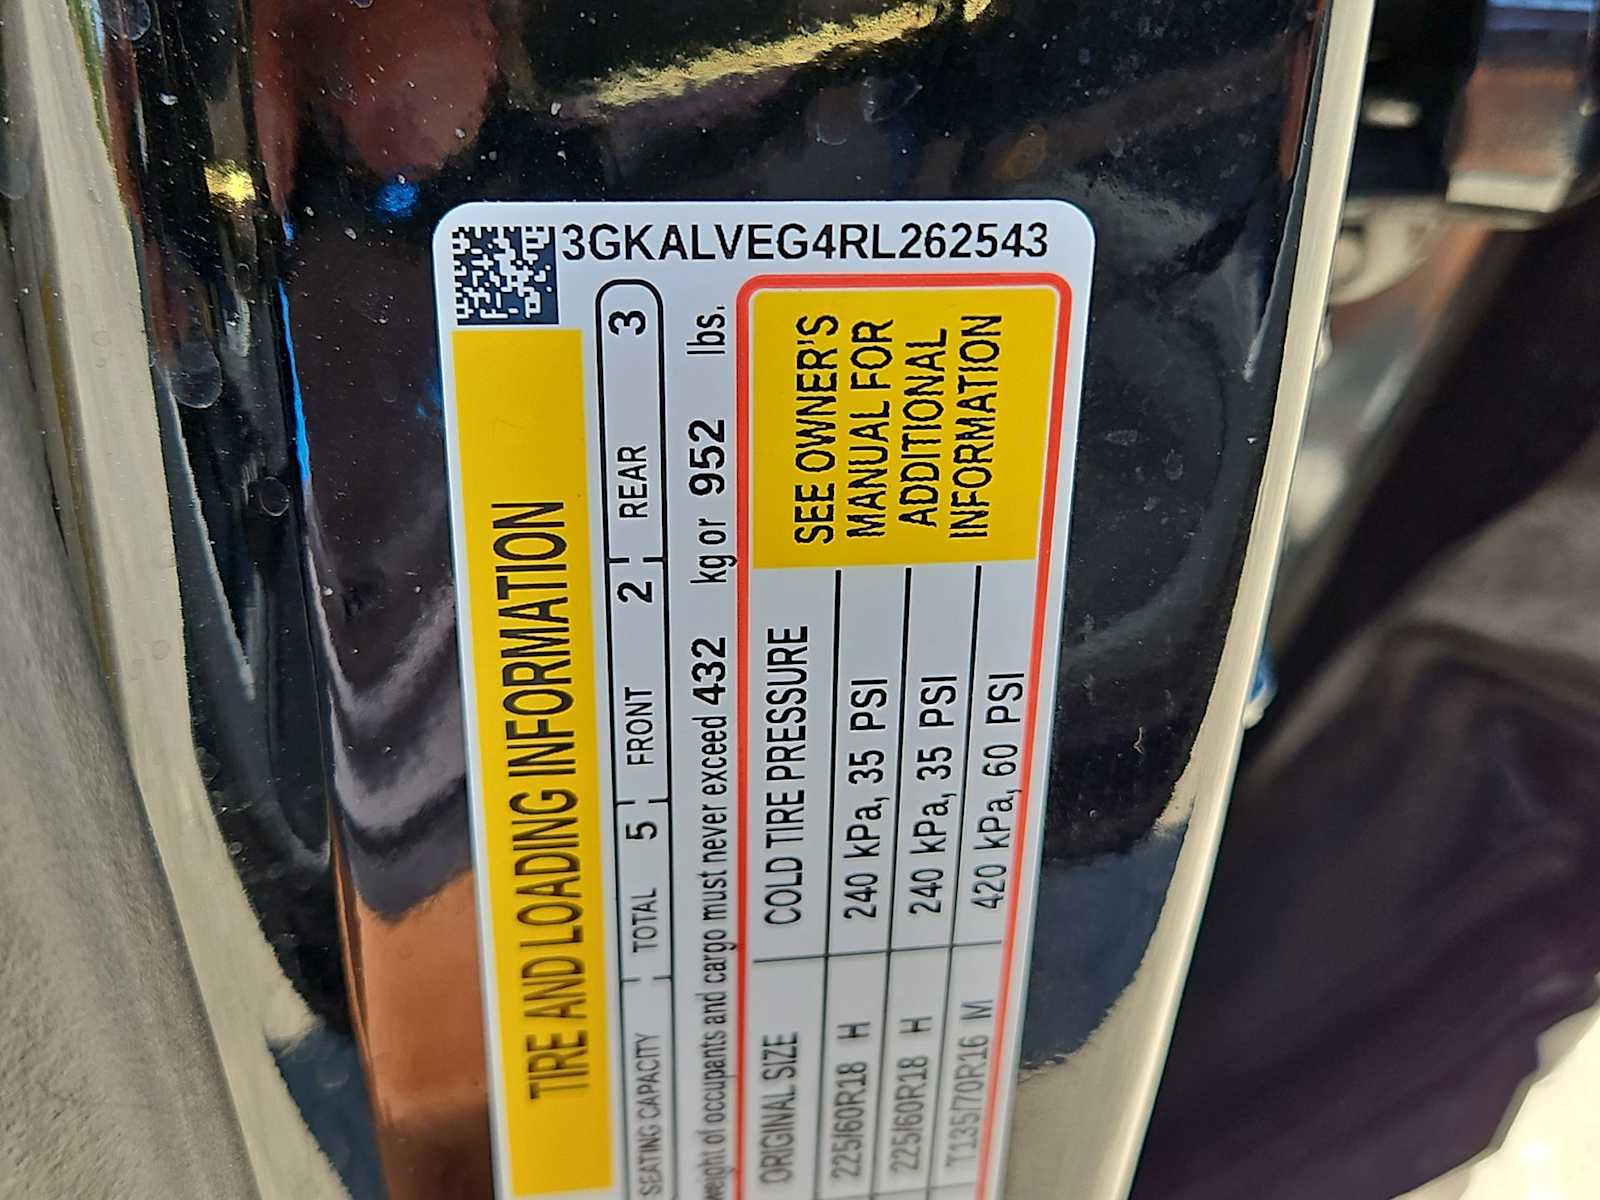 3GKALVEG4RL262543
TIRE AND LOADING INFORMATION
SEATING CAPACITY TOTAL 5 FRONT 2 REAR 3
weight of occupants and cargo must never exceed 432 kg or 952 lbs.
ORIGINAL SIZE COLD TIRE PRESSURE
225/60R18 H 240 kPa, 35 PSI
225/60R18 H 240 kPa, 35 PSI
T135/70R16 M 420 kPa, 60 PSI
SEE OWNER'S
MANUAL FOR
ADDITIONAL
INFORMATION